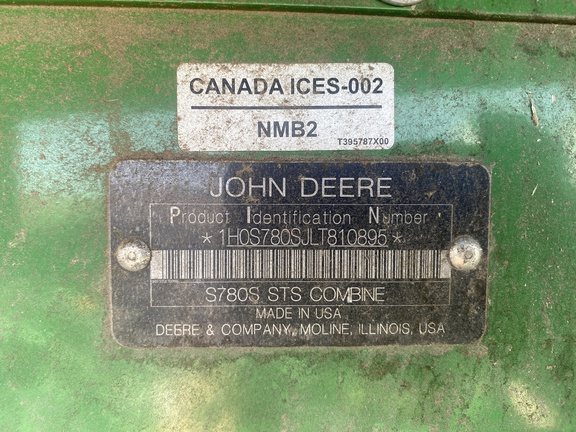 CANADA ICES-002
NMB2
T395787X00
JOHN DEERE
Product Identification Number
*1H0S780SJLT810895*
S780S STS COMBINE
MADE IN USA
DEERE & COMPANY, MOLINE, ILLINOIS, USA